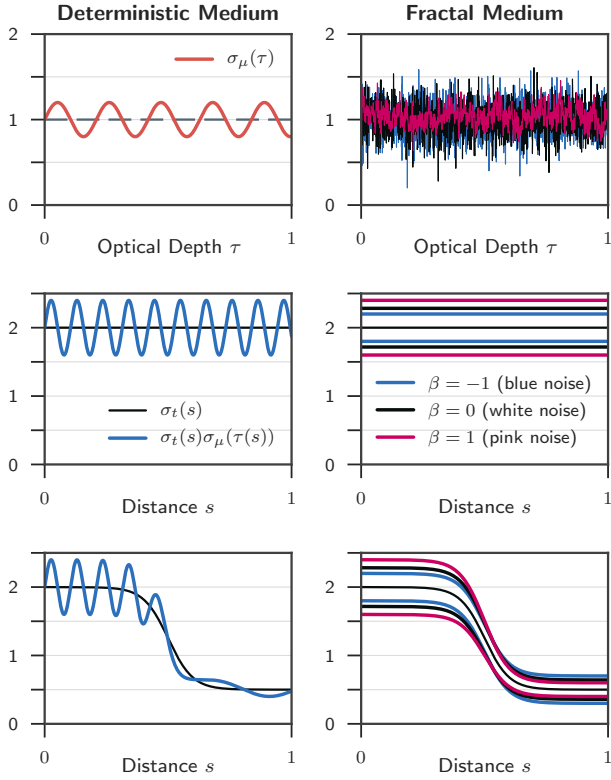 Deterministic Medium
Fractal Medium
2
1
0
σμ(τ)
0
1
Optical Depth τ
2
1
0
0
1
Optical Depth τ
2
1
0
σt(s)
σt(s)σμ(τ(s))
0
1
Distance s
2
1
0
β = −1 (blue noise)
β = 0 (white noise)
β = 1 (pink noise)
0
1
Distance s
2
1
0
0
1
Distance s
2
1
0
0
1
Distance s